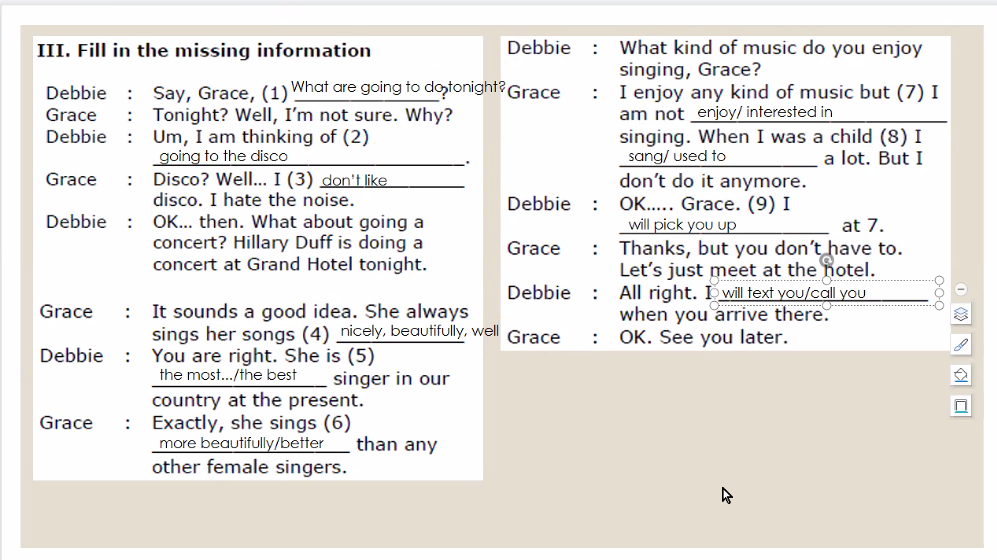 III. Fill in the missing information
Debbie : Say, Grace, (1) What are going to do tonight? ______________?
Grace : Tonight? Well, I'm not sure. Why?
Debbie : Um, I am thinking of (2)
going to the disco ______________.
Grace : Disco? Well... I (3) don't like
disco. I hate the noise.
Debbie : OK... then. What about going a
concert? Hillary Duff is doing a
concert at Grand Hotel tonight.
Grace : It sounds a good idea. She always
sings her songs (4) nicely, beautifully, well
Debbie : You are right. She is (5)
the most.../the best singer in our
country at the present.
Grace : Exactly, she sings (6)
more beautifully/better than any
other female singers.
Debbie : What kind of music do you enjoy
singing, Grace?
Grace : I enjoy any kind of music but (7) I
am not enjoy/ interested in
singing. When I was a child (8) I
sang/ used to a lot. But I
don't do it anymore.
Debbie : OK..... Grace. (9) I
will pick you up at 7.
Grace : Thanks, but you don't have to.
Let's just meet at the hotel.
Debbie : All right. I will text you/call you
when you arrive there.
Grace : OK. See you later.